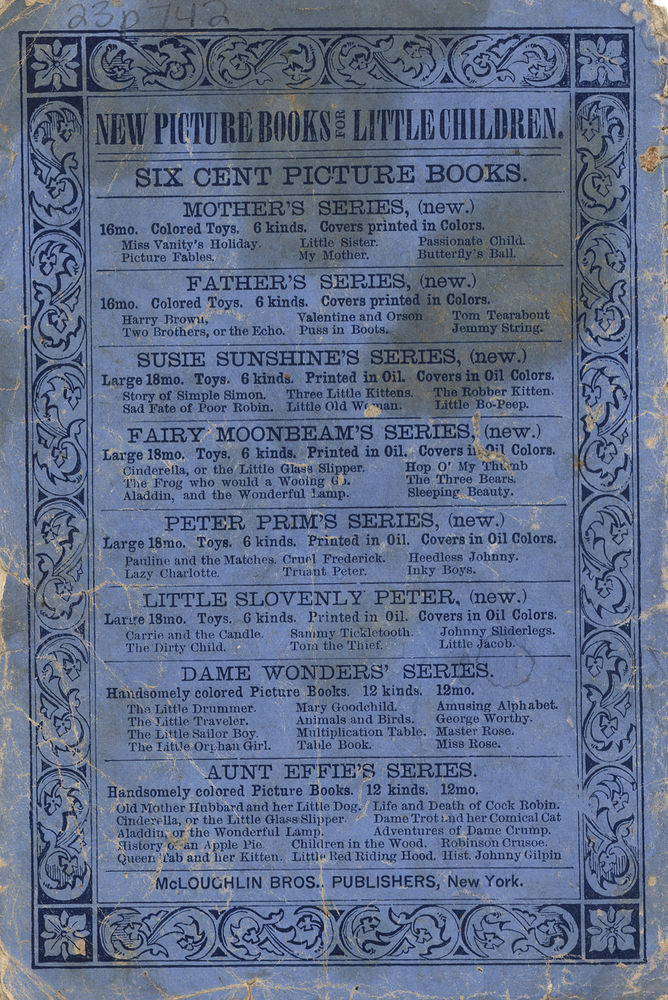 23p742
NEW PICTURE BOOKS FOR LITTLE CHILDREN.
SIX CENT PICTURE BOOKS.
MOTHER'S SERIES, (new.)
16mo. Colored Toys. 6 kinds. Covers printed in Colors.
Miss Vanity's Holiday. Little Sister. Passionate Child.
Picture Fables. My Mother. Butterfly's Ball.
FATHER'S SERIES, (new.)
16mo. Colored Toys. 6 kinds. Covers printed in Colors.
Harry Brown, Valentine and Orson Tom Tearabout
Two Brothers, or the Echo. Puss in Boots. Jemmy String.
SUSIE SUNSHINE'S SERIES, (new.)
Large 18mo. Toys. 6 kinds. Printed in Oil. Covers in Oil Colors.
Story of Simple Simon. Three Little Kittens. The Robber Kitten.
Sad Fate of Poor Robin. Little Old Woman. Little Bo-Peep.
FAIRY MOONBEAM'S SERIES, (new.)
Large 18mo. Toys. 6 kinds. Printed in Oil. Covers in Oil Colors.
Cinderella, or the Little Glass Slipper. Hop O' My Thumb
The Frog who would a Wooing Go. The Three Bears.
Aladdin, and the Wonderful Lamp. Sleeping Beauty.
PETER PRIM'S SERIES, (new.)
Large 18mo. Toys. 6 kinds. Printed in Oil. Covers in Oil Colors.
Pauline and the Matches. Cruel Frederick. Heedless Johnny.
Lazy Charlotte. Truant Peter. Inky Boys.
LITTLE SLOVENLY PETER, (new.)
Large 18mo. Toys. 6 kinds. Printed in Oil. Covers in Oil Colors.
Carrie and the Candle. Sammy Tickletooth. Johnny Sliderlegs.
The Dirty Child. Tom the Thief. Little Jacob.
DAME WONDERS' SERIES.
Handsomely colored Picture Books. 12 kinds. 12mo.
The Little Drummer. Mary Goodchild. Amusing Alphabet.
The Little Traveler. Animals and Birds. George Worthy.
The Little Sailor Boy. Multiplication Table. Master Rose.
The Little Orphan Girl. Table Book. Miss Rose.
AUNT EFFIE'S SERIES.
Handsomely colored Picture Books. 12 kinds. 12mo.
Old Mother Hubbard and her Little Dog. Life and Death of Cock Robin.
Cinderella, or the Little Glass Slipper. Dame Trot and her Comical Cat
Aladdin, or the Wonderful Lamp. Adventures of Dame Crump.
History of an Apple Pie. Children in the Wood. Robinson Crusoe.
Queen Tab and her Kitten. Little Red Riding Hood. Hist. Johnny Gilpin
McLOUGHLIN BROS., PUBLISHERS, New York.